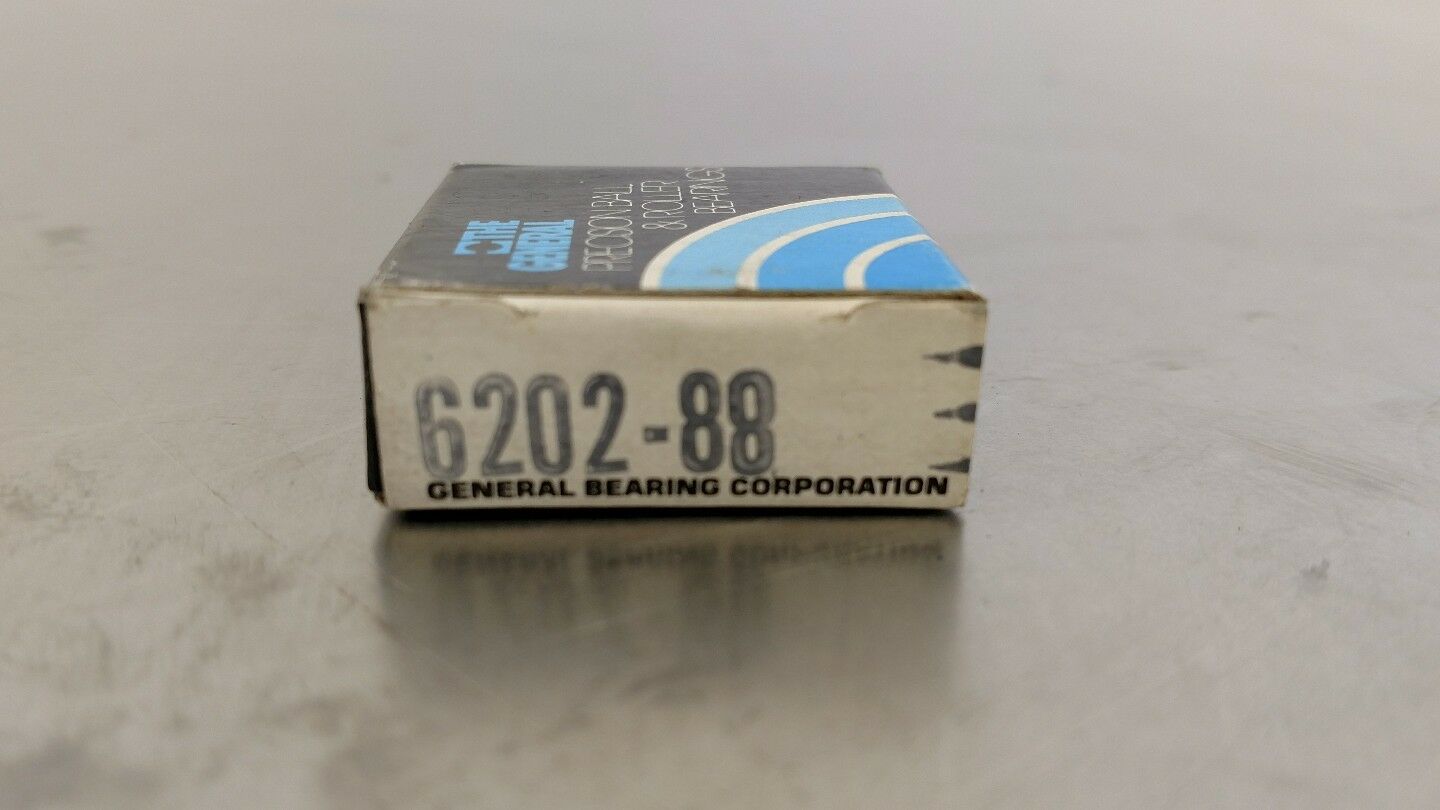 THE
GENERAL
PRECISION BALL
& ROLLER
BEARINGS
6202-88
GENERAL BEARING CORPORATION